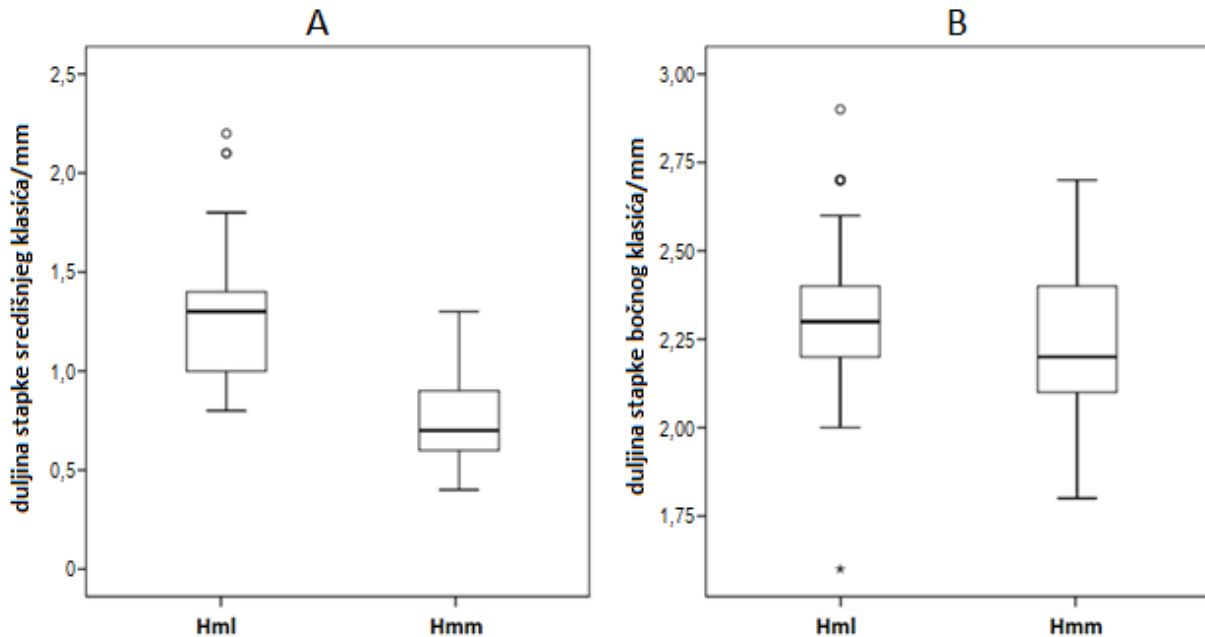 A
duljina stapke središnjeg klasića/mm
2,5
2,0
1,5
1,0
0,5
0
Hml
Hmm
B
duljina stapke bočnog klasića/mm
3,00
2,75
2,50
2,25
2,00
1,75
Hml
Hmm